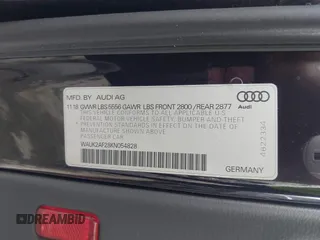 MFD. BY AUDI AG
11.18 GVWR LBS 5556 GAWR LBS FRONT 2800 / REAR 2877
THIS VEHICLE CONFORMS TO ALL APPLICABLE U.S.
FEDERAL MOTOR VEHICLE SAFETY, BUMPER AND THEFT
PREVENTION STANDARDS IN EFFECT ON THE DATE
OF MANUFACTURE SHOWN ABOVE
PASSENGER CAR
Audi
GERMANY
DREAMBID